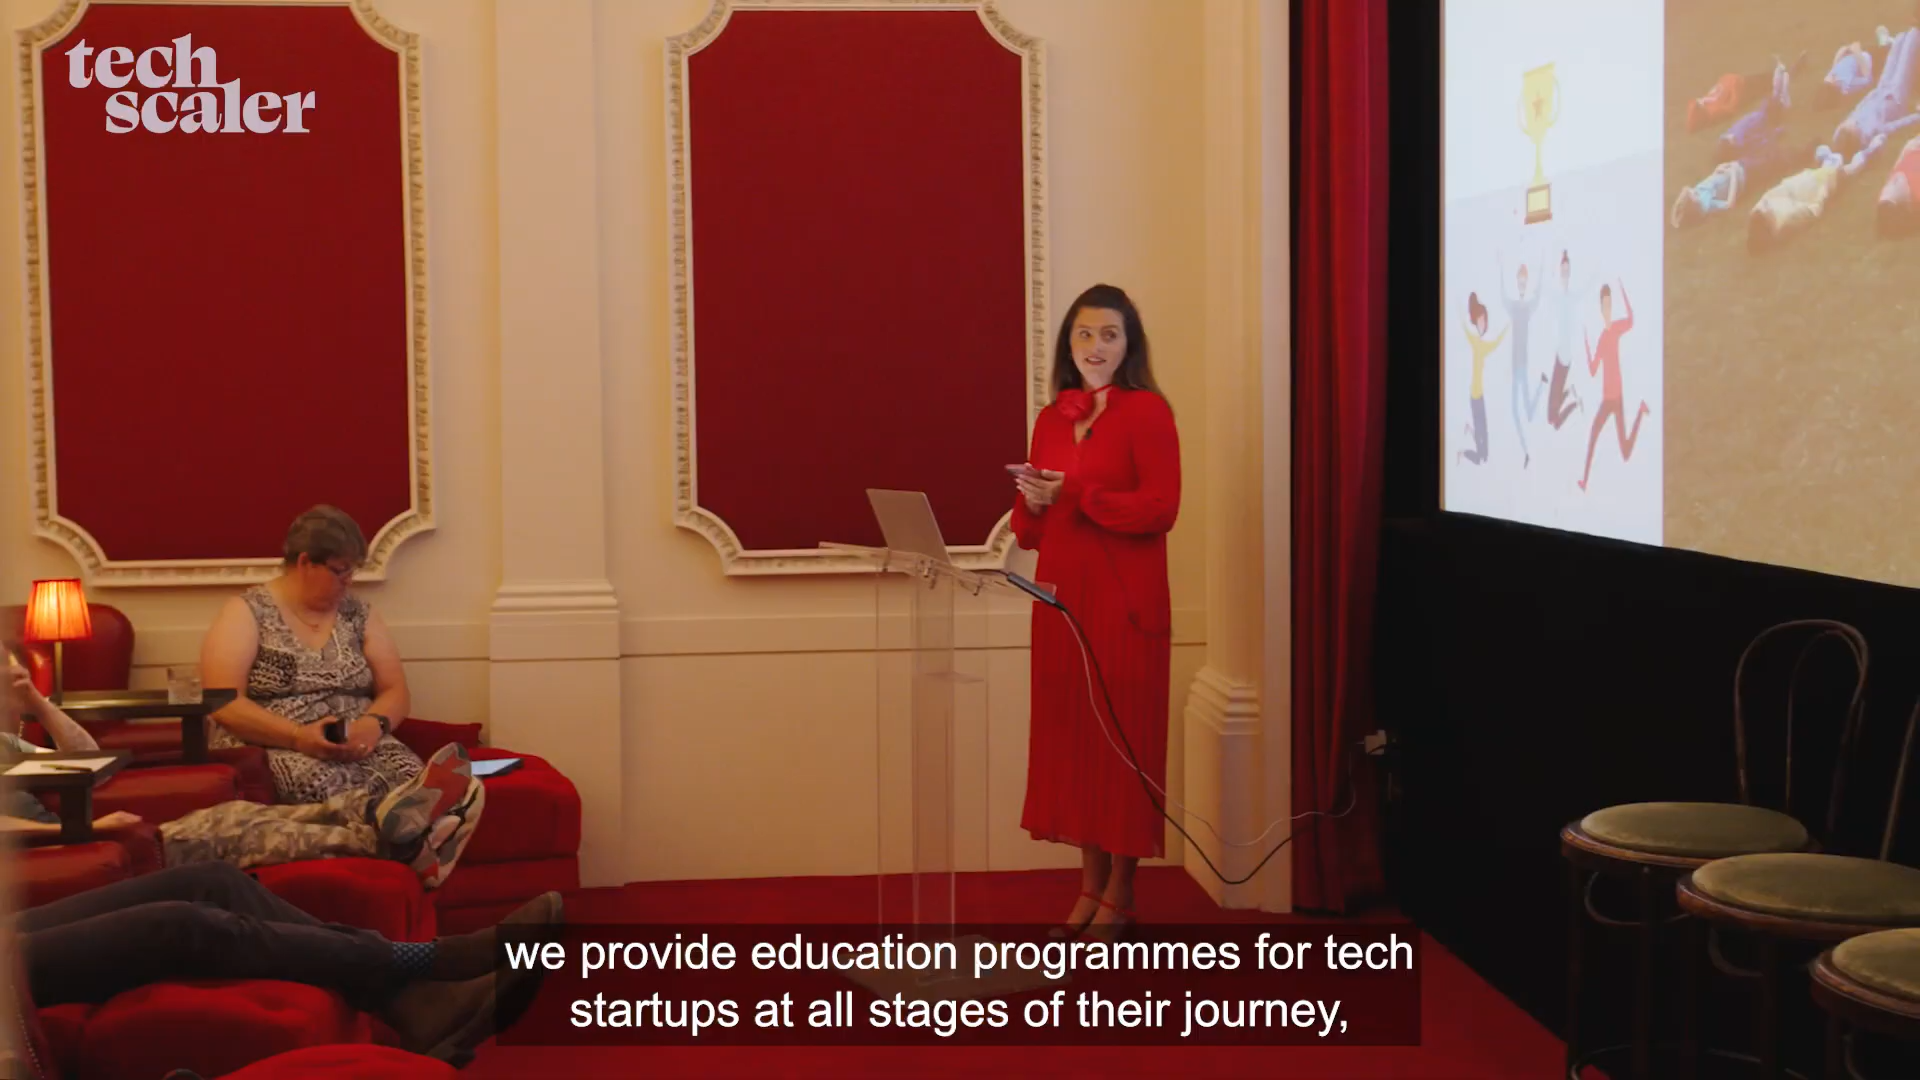 tech
scaler
we provide education programmes for tech
startups at all stages of their journey,